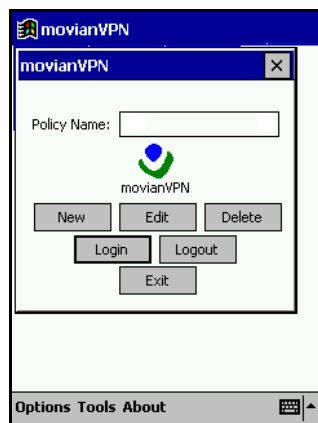 movianVPN
movianVPN
Policy Name:
movianVPN
New Edit Delete
Login Logout
Exit
Options Tools About